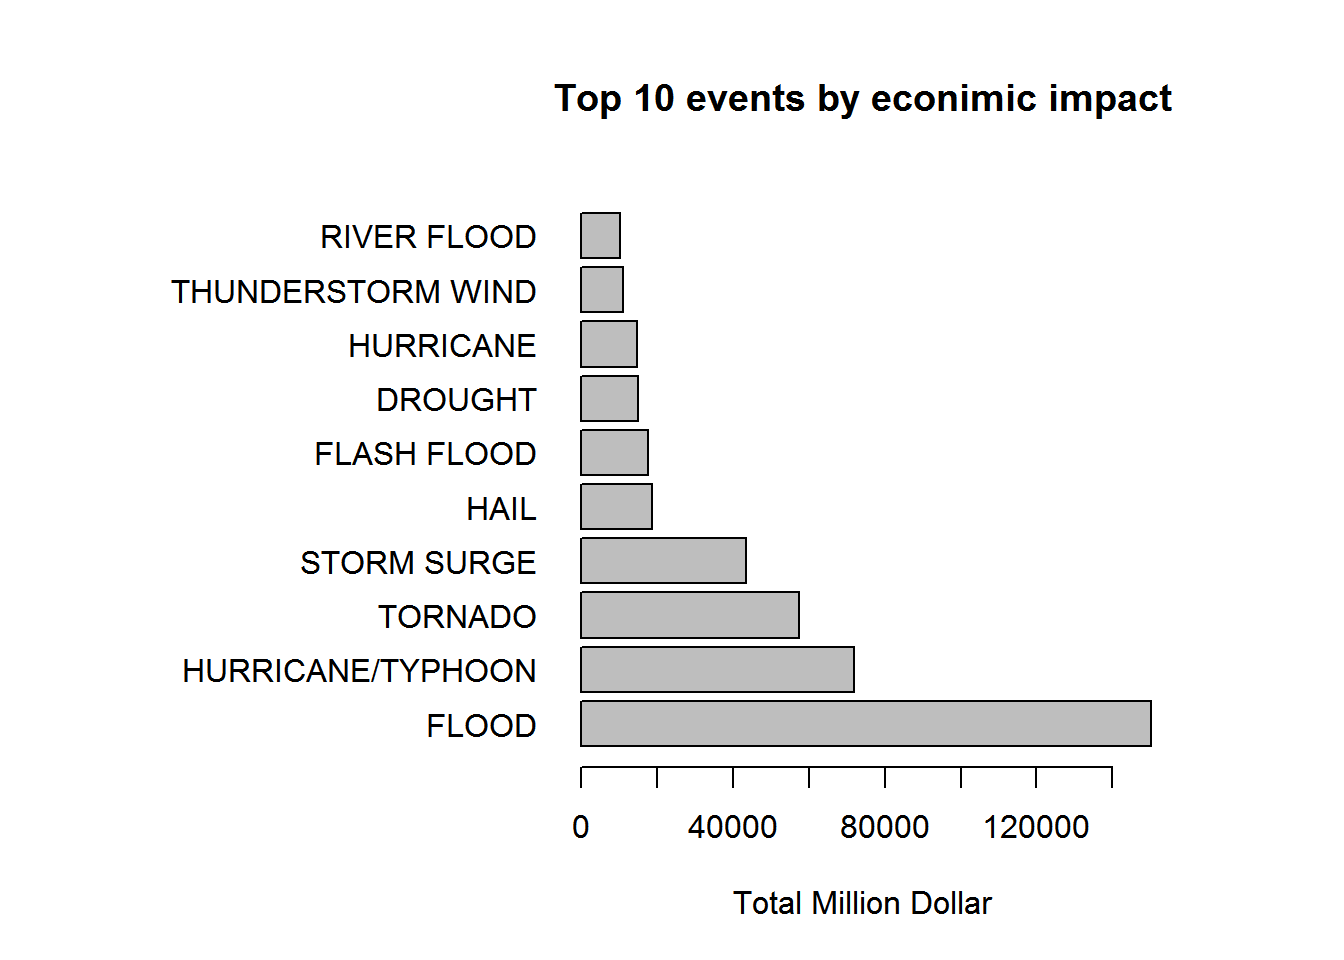 Top 10 events by econimic impact
RIVER FLOOD
THUNDERSTORM WIND
HURRICANE
DROUGHT
FLASH FLOOD
HAIL
STORM SURGE
TORNADO
HURRICANE/TYPHOON
FLOOD
0 40000 80000 120000
Total Million Dollar